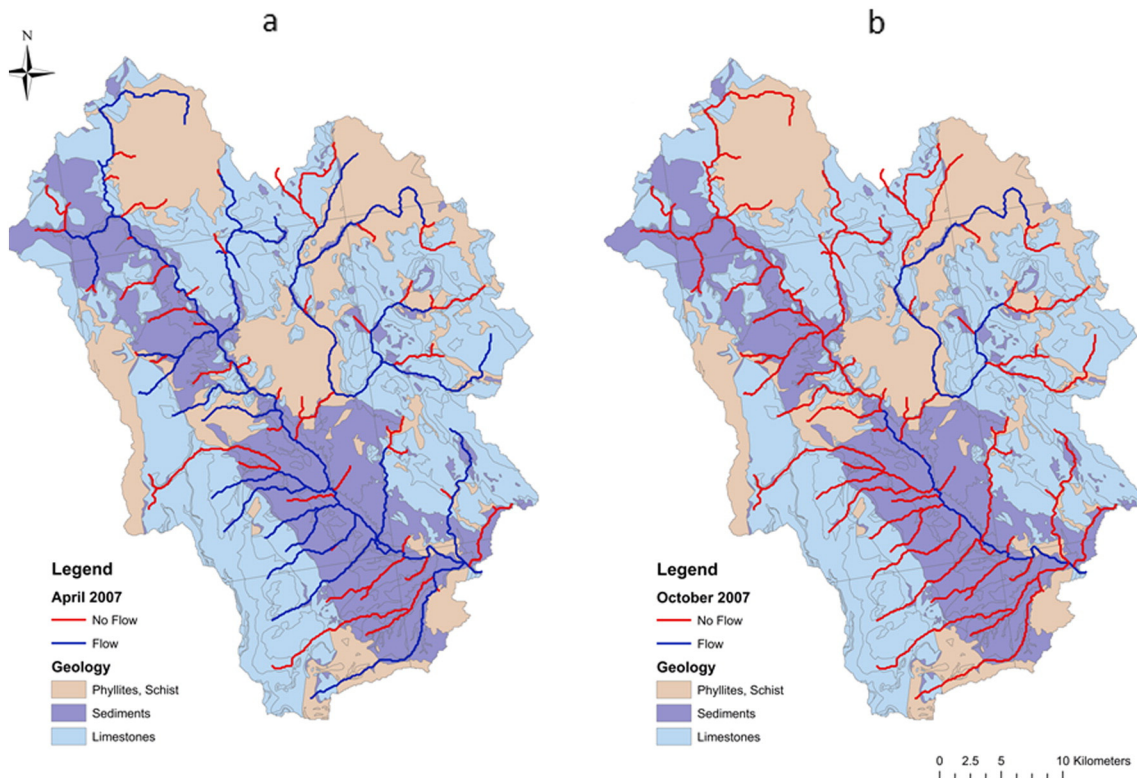 a
b
N
Legend
April 2007
No Flow
Flow
Geology
Phyllites, Schist
Sediments
Limestones
Legend
October 2007
No Flow
Flow
Geology
Phyllites, Schist
Sediments
Limestones
0 2.5 5 10 Kilometers